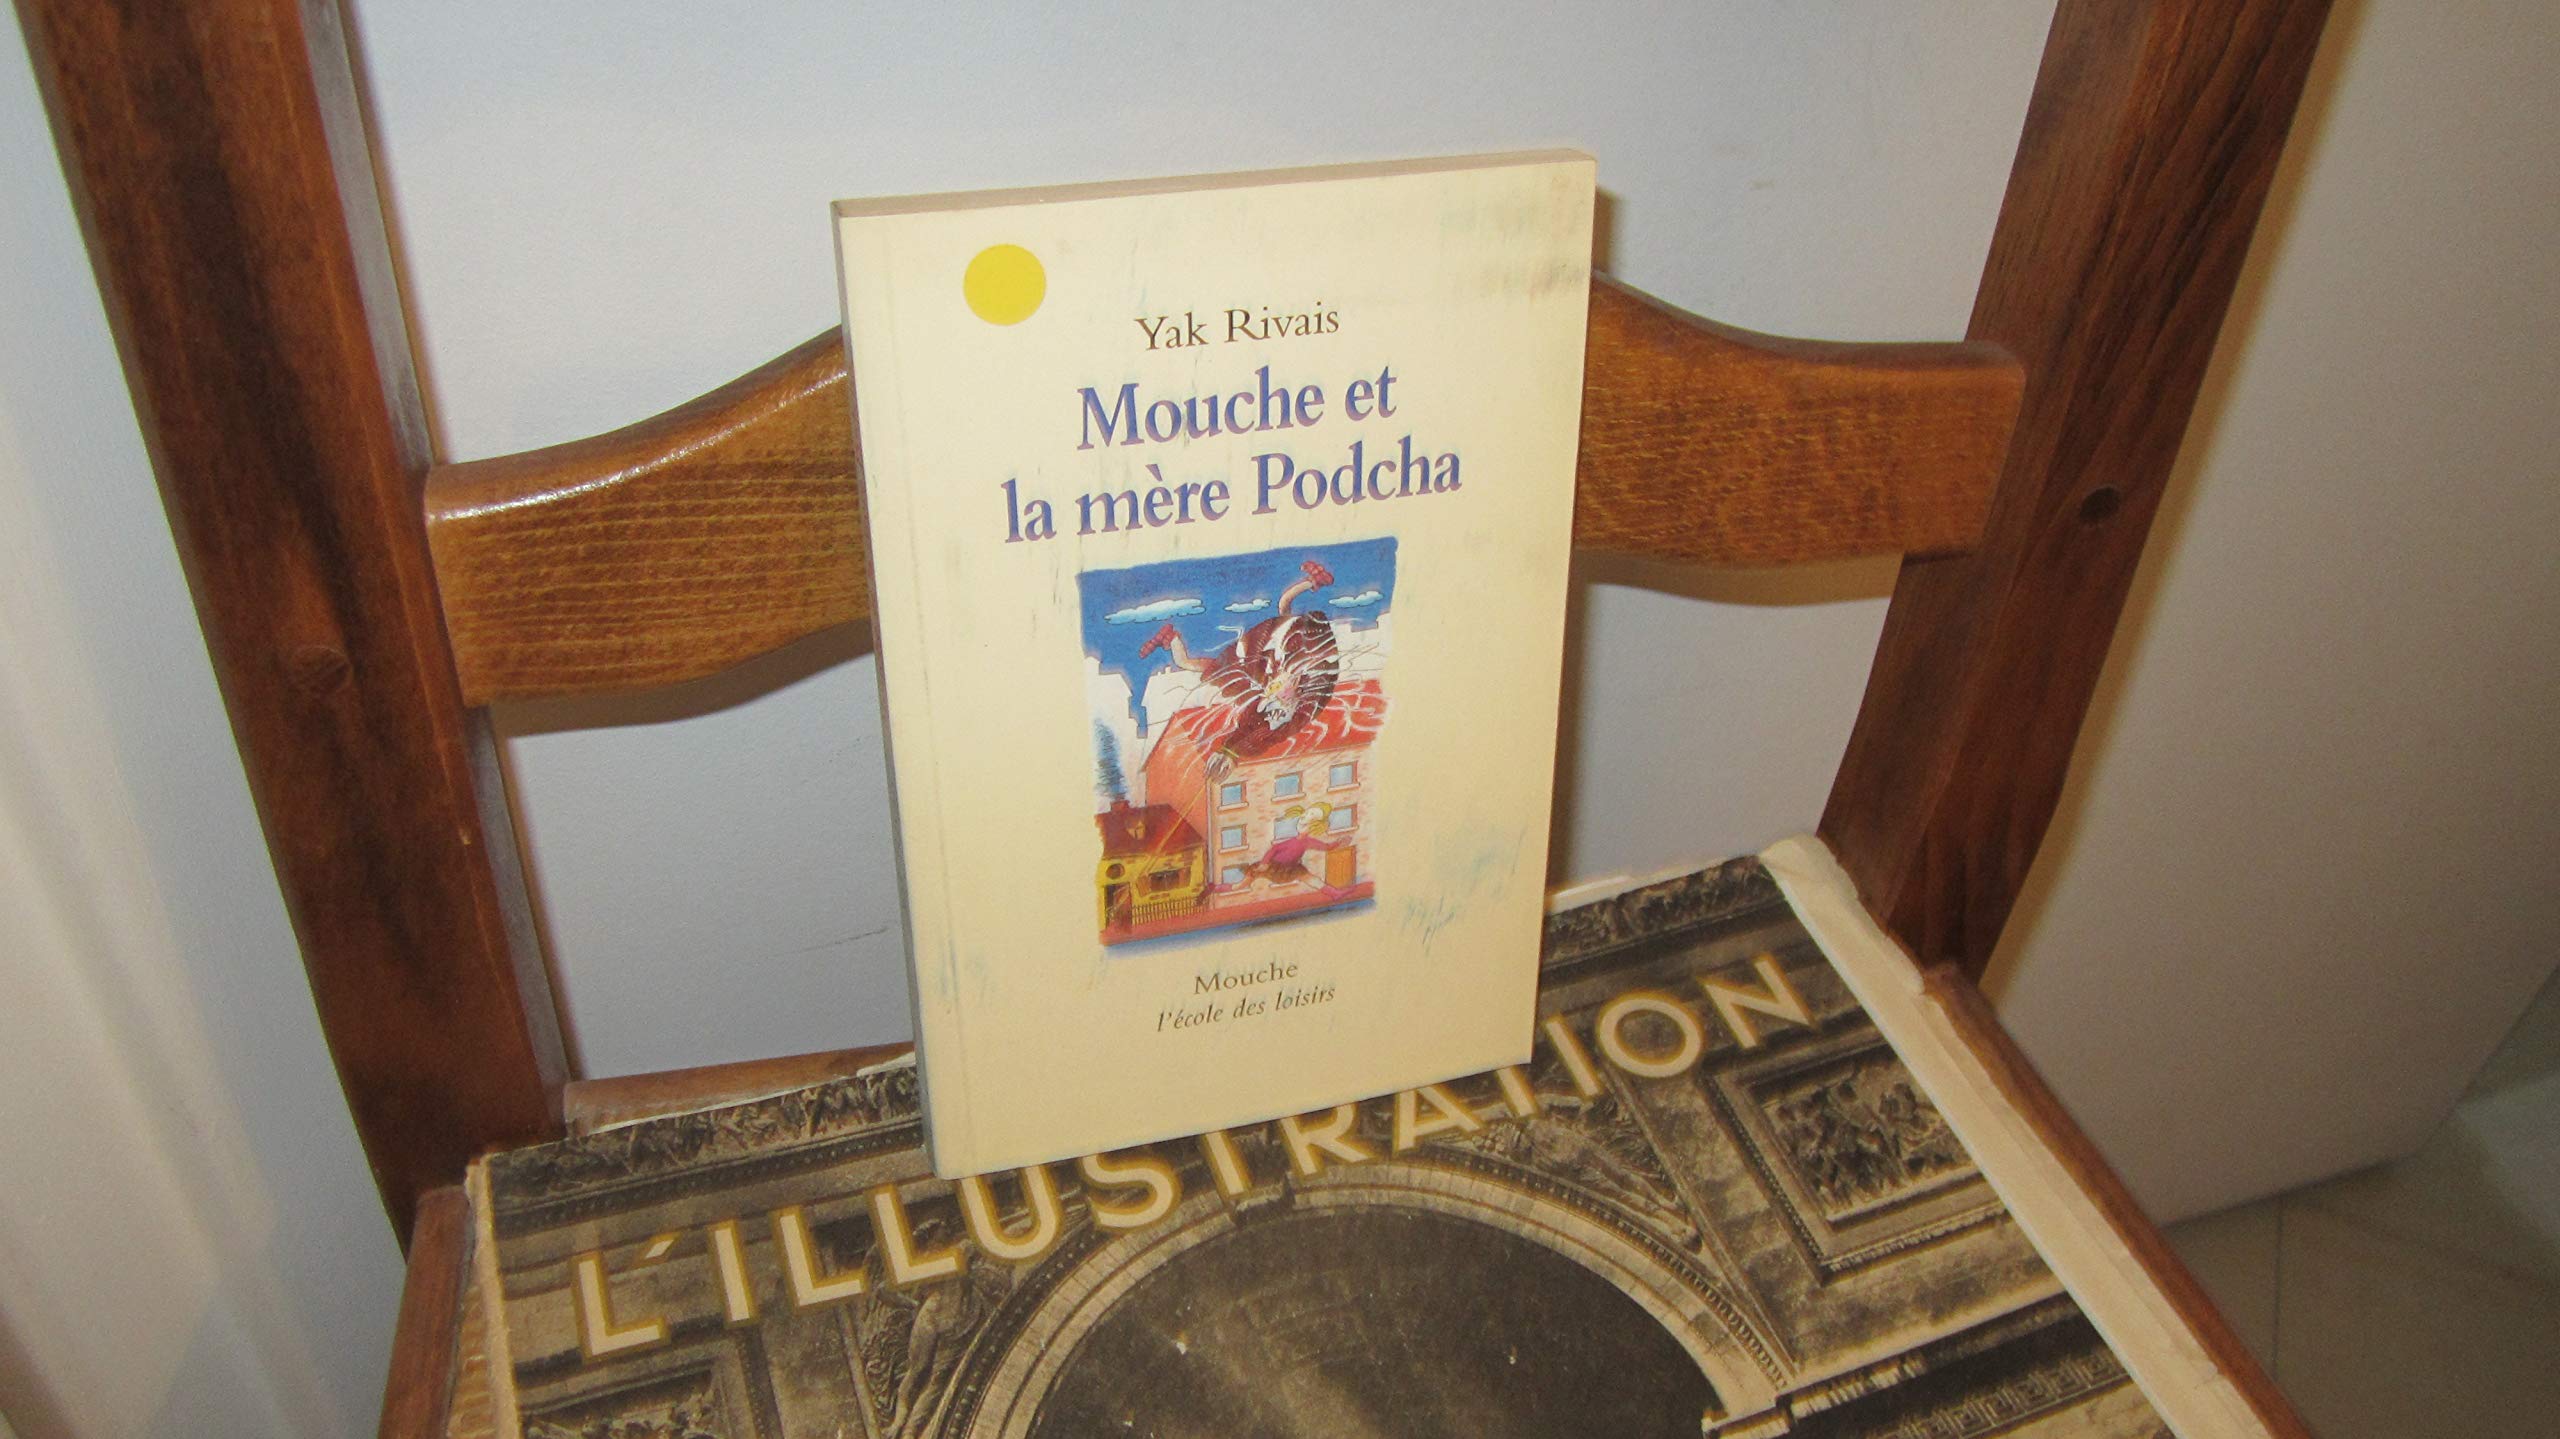 Yak Rivais
Mouche et
la mère Podcha
Mouche
l'école des loisirs
L'ILLUSTRATION